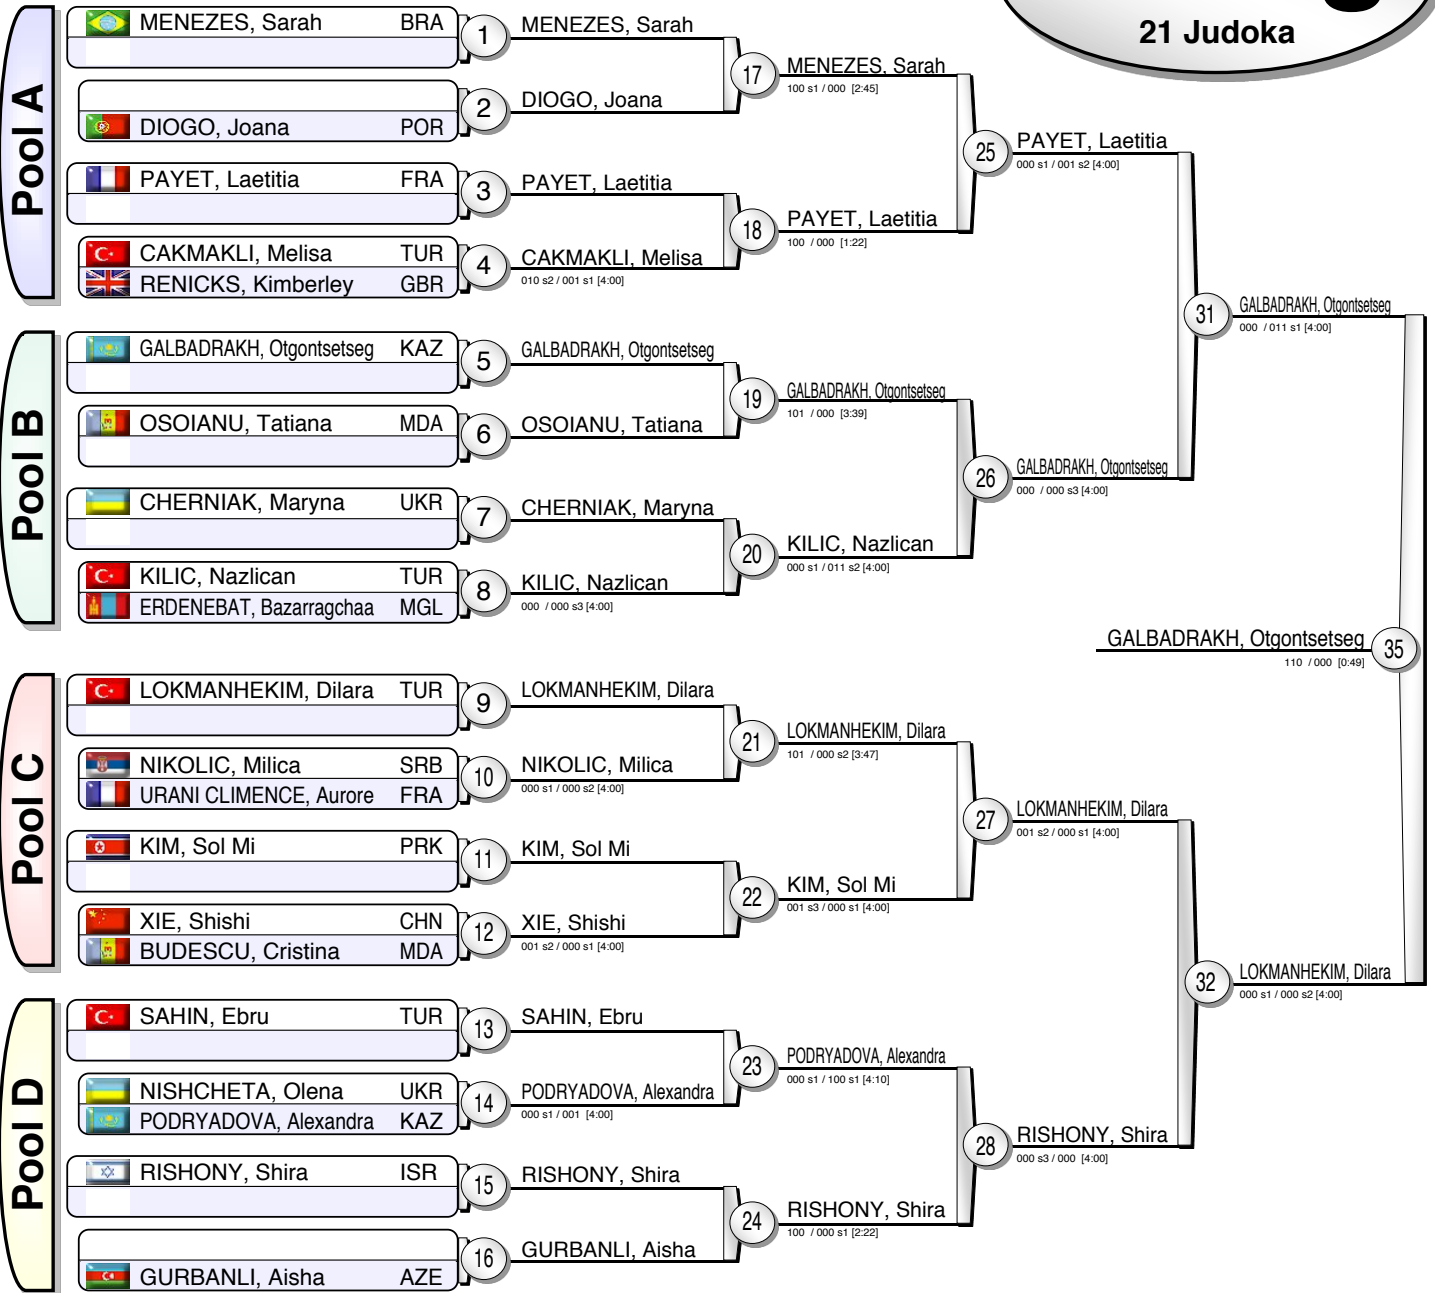 21 Judoka
Pool A
MENEZES, Sarah BRA
1
MENEZES, Sarah
DIOGO, Joana POR
2
DIOGO, Joana
17
MENEZES, Sarah
100 s1 / 000 [2:45]
PAYET, Laetitia FRA
3
PAYET, Laetitia
CAKMAKLI, Melisa TUR
RENICKS, Kimberley GBR
4
CAKMAKLI, Melisa
010 s2 / 001 s1 [4:00]
18
PAYET, Laetitia
100 / 000 [1:22]
25
PAYET, Laetitia
000 s1 / 001 s2 [4:00]
Pool B
GALBADRAKH, Otgontsetseg KAZ
5
GALBADRAKH, Otgontsetseg
OSOIANU, Tatiana MDA
6
OSOIANU, Tatiana
19
GALBADRAKH, Otgontsetseg
101 / 000 [3:39]
CHERNIAK, Maryna UKR
7
CHERNIAK, Maryna
KILIC, Nazlican TUR
ERDENEBAT, Bazarragchaa MGL
8
KILIC, Nazlican
000 / 000 s3 [4:00]
20
KILIC, Nazlican
000 s1 / 011 s2 [4:00]
26
GALBADRAKH, Otgontsetseg
000 / 000 s3 [4:00]
31
GALBADRAKH, Otgontsetseg
000 / 011 s1 [4:00]
GALBADRAKH, Otgontsetseg
110 / 000 [0:49]
35
Pool C
LOKMANHEKIM, Dilara TUR
9
LOKMANHEKIM, Dilara
NIKOLIC, Milica SRB
URANI CLIMENCE, Aurore FRA
10
NIKOLIC, Milica
000 s1 / 000 s2 [4:00]
21
LOKMANHEKIM, Dilara
101 / 000 s2 [3:47]
KIM, Sol Mi PRK
11
KIM, Sol Mi
XIE, Shishi CHN
BUDESCU, Cristina MDA
12
XIE, Shishi
001 s2 / 000 s1 [4:00]
22
KIM, Sol Mi
001 s3 / 000 s1 [4:00]
27
LOKMANHEKIM, Dilara
001 s2 / 000 s1 [4:00]
Pool D
SAHIN, Ebru TUR
13
SAHIN, Ebru
NISHCHETA, Olena UKR
PODRYADOVA, Alexandra KAZ
14
PODRYADOVA, Alexandra
000 s1 / 001 [4:00]
23
PODRYADOVA, Alexandra
000 s1 / 100 s1 [4:10]
RISHONY, Shira ISR
15
RISHONY, Shira
GURBANLI, Aisha AZE
16
GURBANLI, Aisha
24
RISHONY, Shira
100 / 000 s1 [2:22]
28
RISHONY, Shira
000 s3 / 000 [4:00]
32
LOKMANHEKIM, Dilara
000 s1 / 000 s2 [4:00]